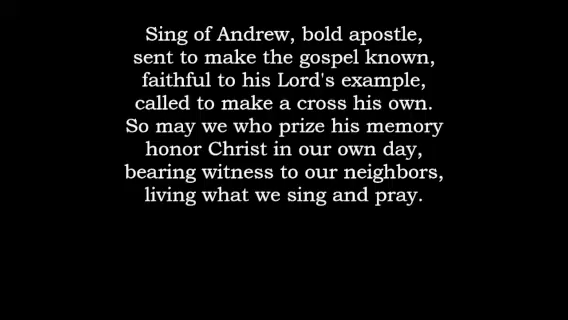 Sing of Andrew, bold apostle,
sent to make the gospel known,
faithful to his Lord's example,
called to make a cross his own.
So may we who prize his memory
honor Christ in our own day,
bearing witness to our neighbors,
living what we sing and pray.